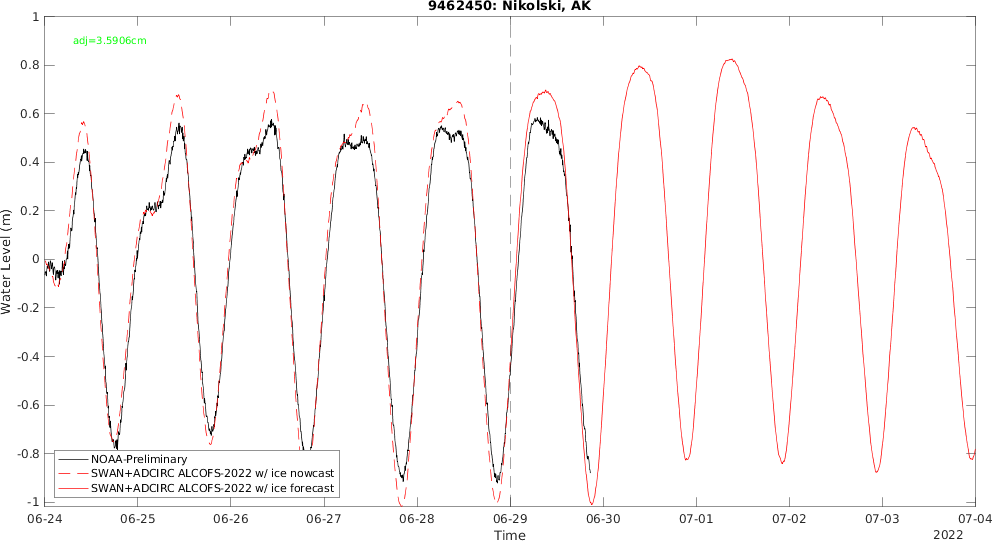 9462450: Nikolski, AK
adj=3.5906cm
1
0.8
0.6
0.4
0.2
0
-0.2
-0.4
-0.6
-0.8
-1
Water Level (m)
NOAA-Preliminary
SWAN+ADCIRC ALCOFS-2022 w/ ice nowcast
SWAN+ADCIRC ALCOFS-2022 w/ ice forecast
06-24 06-25 06-26 06-27 06-28 06-29 06-30 07-01 07-02 07-03 07-04
Time
2022